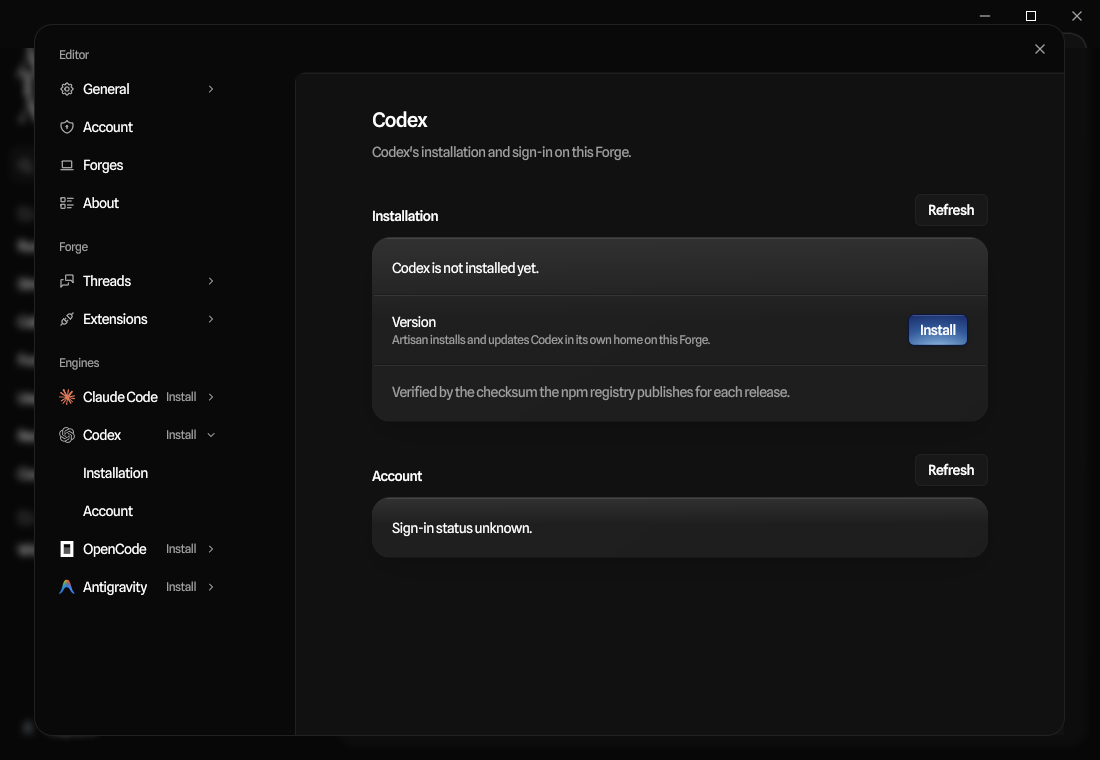 Editor
General
Account
Forges
About
Forge
Threads
Extensions
Engines
Claude Code Install
Codex Install
Installation
Account
OpenCode Install
Antigravity Install
Codex
Codex's installation and sign-in on this Forge.
Installation
Refresh
Codex is not installed yet.
Version
Artisan installs and updates Codex in its own home on this Forge.
Install
Verified by the checksum the npm registry publishes for each release.
Account
Refresh
Sign-in status unknown.